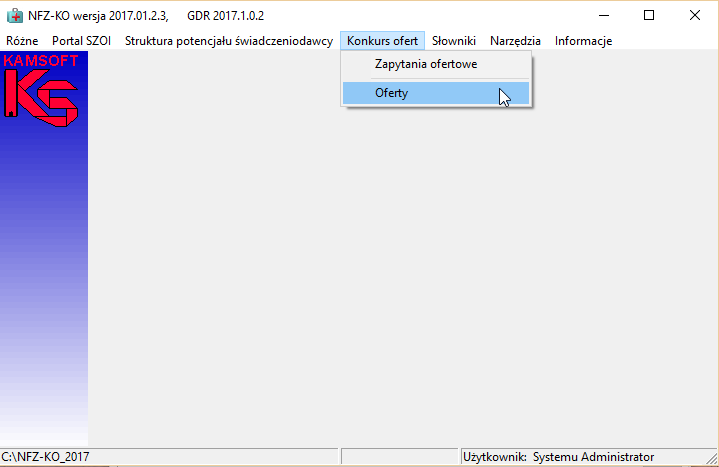 NFZ-KO wersja 2017.01.2.3, GDR 2017.1.0.2
Różne Portal SZOI Struktura potencjału świadczeniodawcy Konkurs ofert Słowniki Narzędzia Informacje
KAMSOFT
KS
Zapytania ofertowe
Oferty
C:\NFZ-KO_2017 Użytkownik: Systemu Administrator